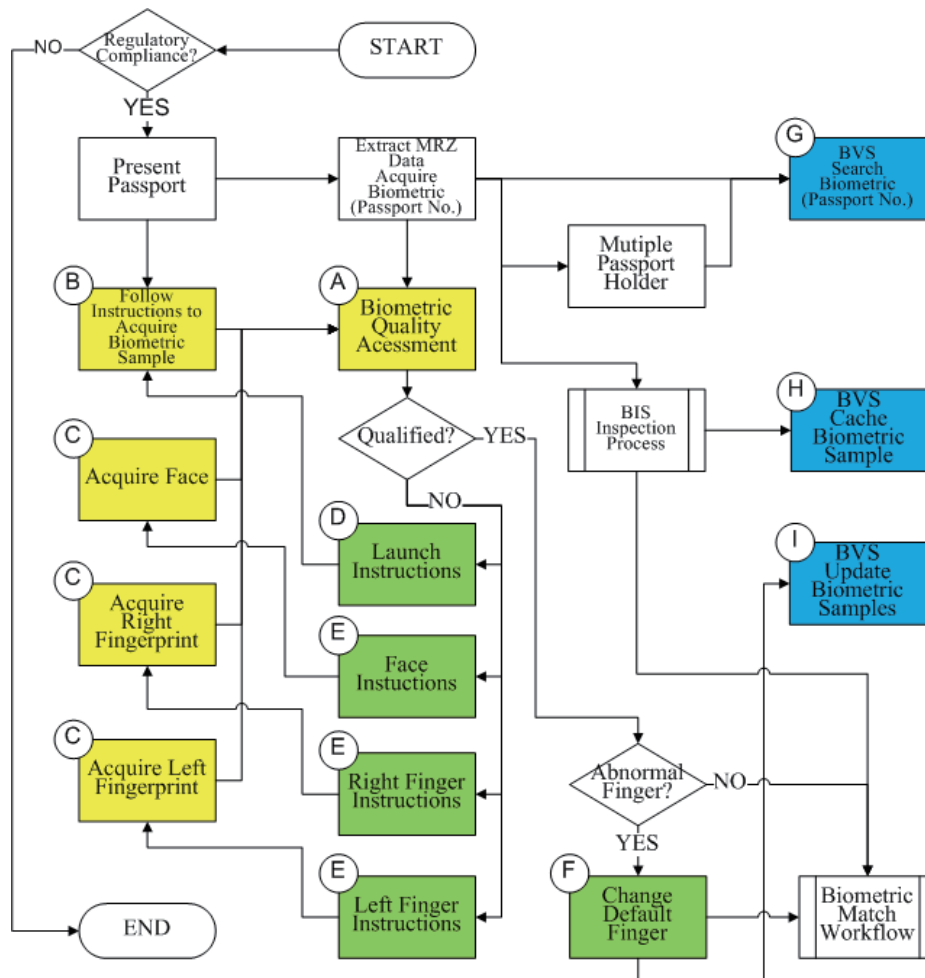 Regulatory
Compliance?
NO
START
YES
Present
Passport
Extract MRZ
Data
Acquire
Biometric
(Passport No.)
G
BVS
Search
Biometric
(Passport No.)
Mutiple
Passport
Holder
B
Follow
Instructions to
Acquire
Biometric
Sample
A
Biometric
Quality
Acessment
Qualified?
YES
NO
BIS
Inspection
Process
H
BVS
Cache
Biometric
Sample
C
Acquire Face
D
Launch
Instructions
I
BVS
Update
Biometric
Samples
C
Acquire
Right
Fingerprint
E
Face
Instuctions
C
Acquire Left
Fingerprint
E
Right Finger
Instructions
Abnormal
Finger?
NO
YES
E
Left Finger
Instructions
F
Change
Default
Finger
Biometric
Match
Workflow
END